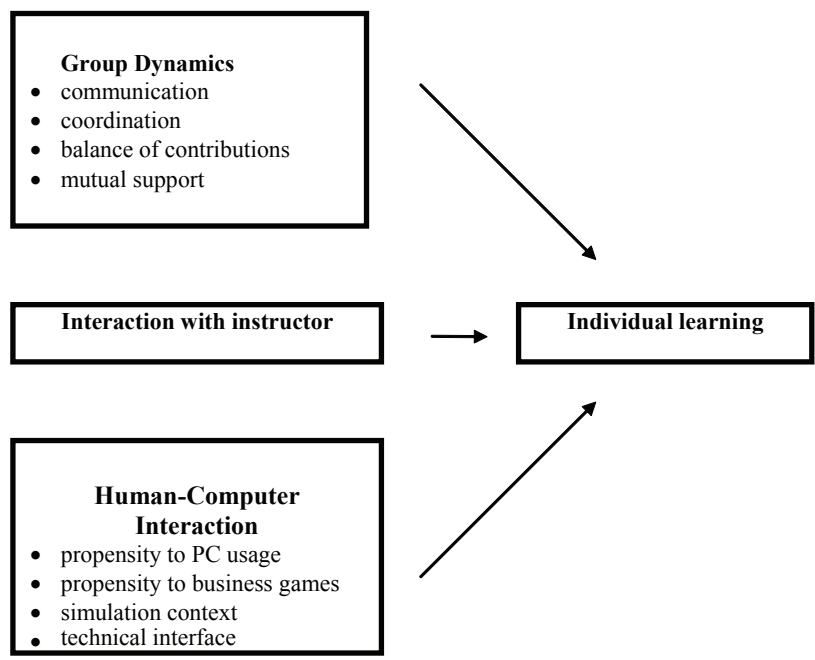 Group Dynamics
• communication
• coordination
• balance of contributions
• mutual support
Interaction with instructor
Individual learning
Human-Computer
Interaction
• propensity to PC usage
• propensity to business games
• simulation context
• technical interface